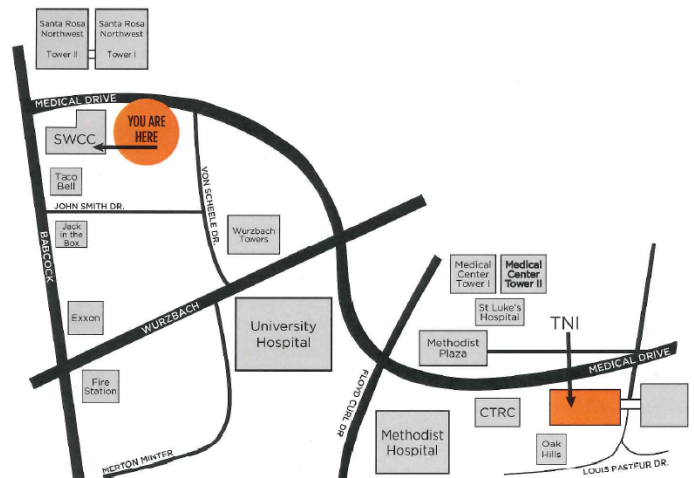 Santa Rosa
Northwest
Tower II
Santa Rosa
Northwest
Tower I
MEDICAL DRIVE
YOU ARE
HERE
SWCC
Taco
Bell
JOHN SMITH DR.
VON SCHEELE DR.
Jack
in the
Box
BABCOCK
Wurzbach
Towers
Exxon
WURZBACH
University
Hospital
Fire
Station
MERTON MINTER
Medical
Center
Tower I
Medical
Center
Tower II
St Luke's
Hospital
TNI
Methodist
Plaza
MEDICAL DRIVE
FLOYD CURL DR
CTRC
Methodist
Hospital
Oak
Hills
LOUIS PASTEUR DR.